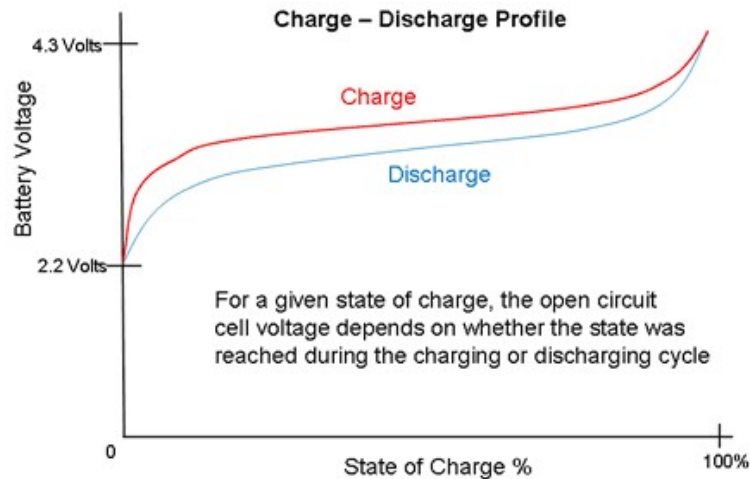 Charge – Discharge Profile
4.3 Volts
Charge
Battery Voltage
Discharge
2.2 Volts
For a given state of charge, the open circuit
cell voltage depends on whether the state was
reached during the charging or discharging cycle
0
State of Charge %
100%